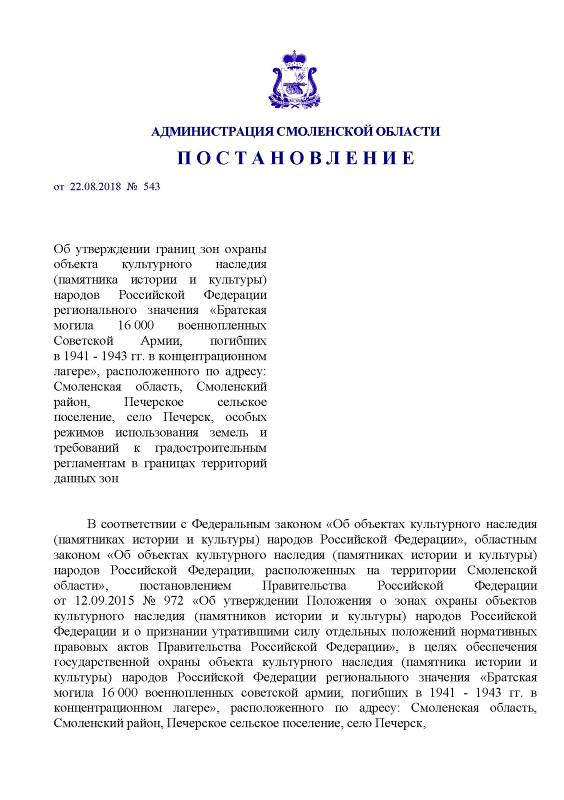 АДМИНИСТРАЦИЯ СМОЛЕНСКОЙ ОБЛАСТИ
ПОСТАНОВЛЕНИЕ
от 22.08.2018 № 543
Об утверждении границ зон охраны
объекта культурного наследия
(памятника истории и культуры)
народов Российской Федерации
регионального значения «Братская
могила 16 000 военнопленных
Советской Армии, погибших
в 1941 - 1943 гг. в концентрационном
лагере», расположенного по адресу:
Смоленская область, Смоленский
район, Печерское сельское
поселение, село Печерск, особых
режимов использования земель и
требований к градостроительным
регламентам в границах территорий
данных зон
В соответствии с Федеральным законом «Об объектах культурного наследия
(памятниках истории и культуры) народов Российской Федерации», областным
законом «Об объектах культурного наследия (памятниках истории и культуры)
народов Российской Федерации, расположенных на территории Смоленской
области», постановлением Правительства Российской Федерации
от 12.09.2015 № 972 «Об утверждении Положения о зонах охраны объектов
культурного наследия (памятников истории и культуры) народов Российской
Федерации и о признании утратившими силу отдельных положений нормативных
правовых актов Правительства Российской Федерации», в целях обеспечения
государственной охраны объекта культурного наследия (памятника истории и
культуры) народов Российской Федерации регионального значения «Братская
могила 16 000 военнопленных советской армии, погибших в 1941 - 1943 гг. в
концентрационном лагере», расположенного по адресу: Смоленская область,
Смоленский район, Печерское сельское поселение, село Печерск,